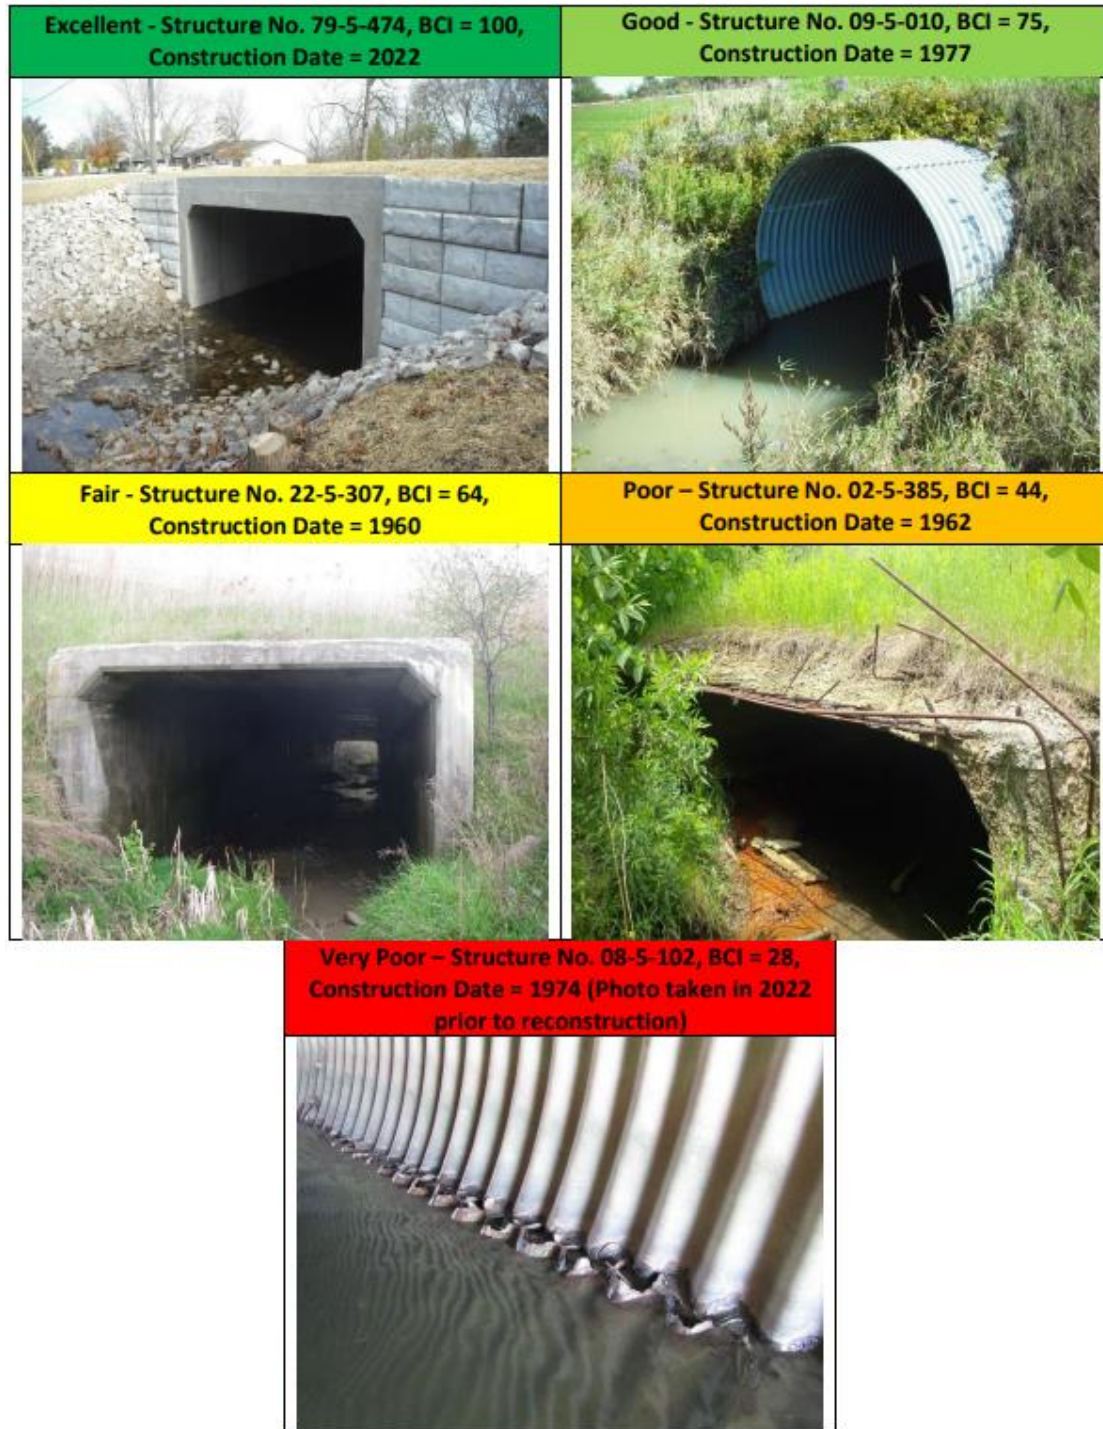 Excellent - Structure No. 79-5-474, BCI = 100,
Construction Date = 2022
Good - Structure No. 09-5-010, BCI = 75,
Construction Date = 1977
Fair - Structure No. 22-5-307, BCI = 64,
Construction Date = 1960
Poor – Structure No. 02-5-385, BCI = 44,
Construction Date = 1962
Very Poor – Structure No. 08-5-102, BCI = 28,
Construction Date = 1974 (Photo taken in 2022
prior to reconstruction)